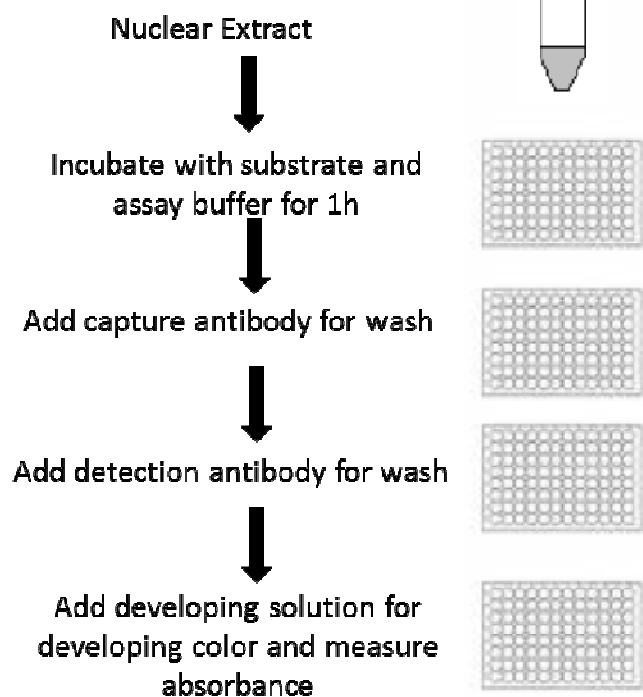 Nuclear Extract
Incubate with substrate and
assay buffer for 1h
Add capture antibody for wash
Add detection antibody for wash
Add developing solution for
developing color and measure
absorbance